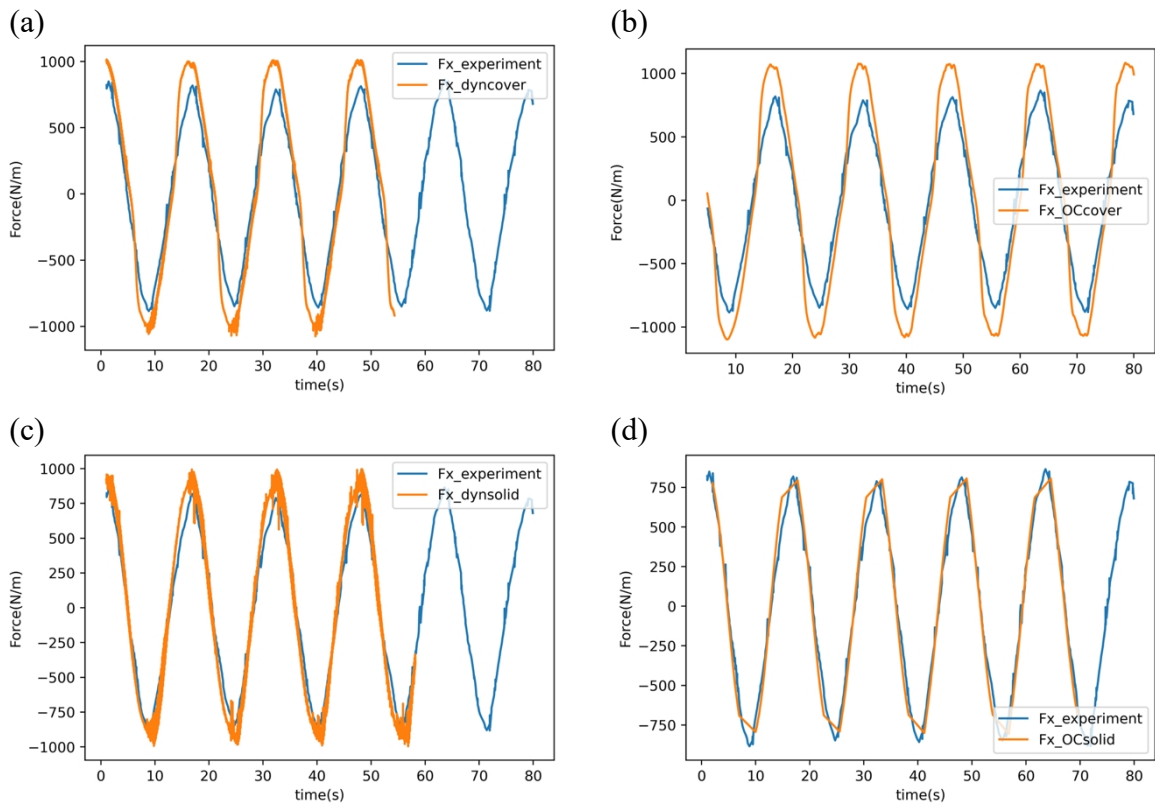 (a)
Fx_experiment
Fx_dyncover
1000
500
0
−500
−1000
Force(N/m)
0 10 20 30 40 50 60 70 80
time(s)
(b)
1000
500
0
−500
−1000
Force(N/m)
Fx_experiment
Fx_OCcover
10 20 30 40 50 60 70 80
time(s)
(c)
Fx_experiment
Fx_dynsolid
1000
750
500
250
0
−250
−500
−750
−1000
Force(N/m)
0 10 20 30 40 50 60 70 80
time(s)
(d)
750
500
250
0
−250
−500
−750
Force(N/m)
Fx_experiment
Fx_OCsolid
0 10 20 30 40 50 60 70 80
time(s)